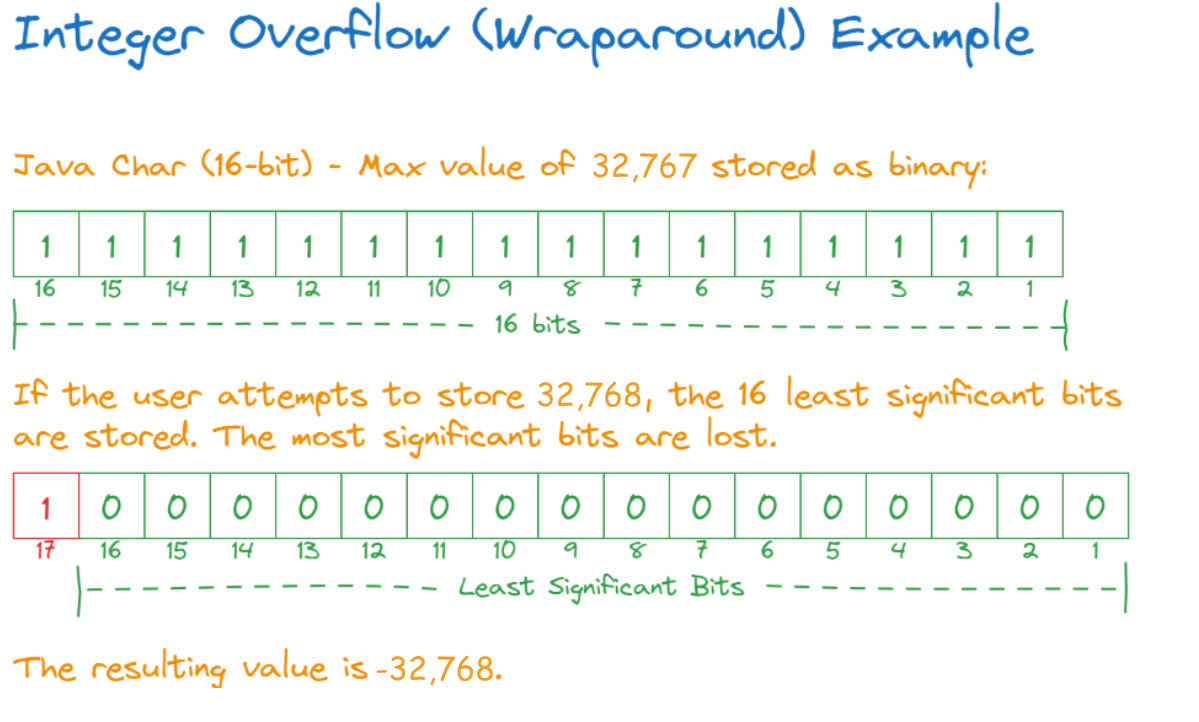 Integer Overflow (Wraparound) Example
Java Char (16-bit) - Max value of 32,767 stored as binary:
1 1 1 1 1 1 1 1 1 1 1 1 1 1 1 1
16 15 14 13 12 11 10 9 8 7 6 5 4 3 2 1
16 bits
If the user attempts to store 32,768, the 16 least significant bits
are stored. The most significant bits are lost.
1 0 0 0 0 0 0 0 0 0 0 0 0 0 0 0 0
17 16 15 14 13 12 11 10 9 8 7 6 5 4 3 2 1
Least Significant Bits
The resulting value is -32,768.